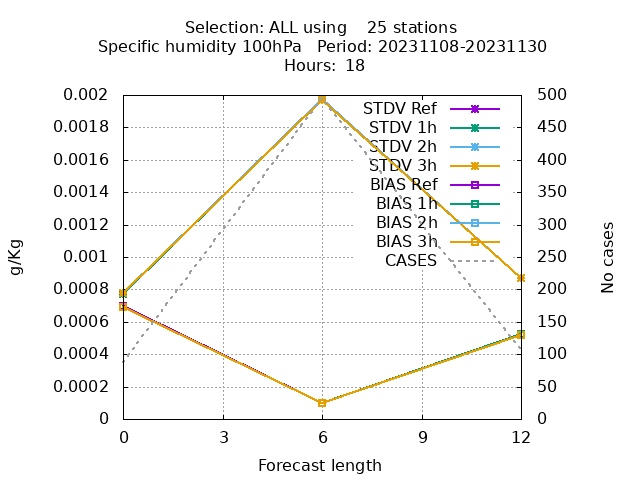 Selection: ALL using    25 stations
Specific humidity 100hPa   Period: 20231108-20231130
Hours: 18
0.002
0.0018
0.0016
0.0014
0.0012
0.001
0.0008
0.0006
0.0004
0.0002
0
g/Kg
STDV Ref
STDV 1h
STDV 2h
STDV 3h
BIAS Ref
BIAS 1h
BIAS 2h
BIAS 3h
CASES
500
450
400
350
300
250
200
150
100
50
0
No cases
0 3 6 9 12
Forecast length